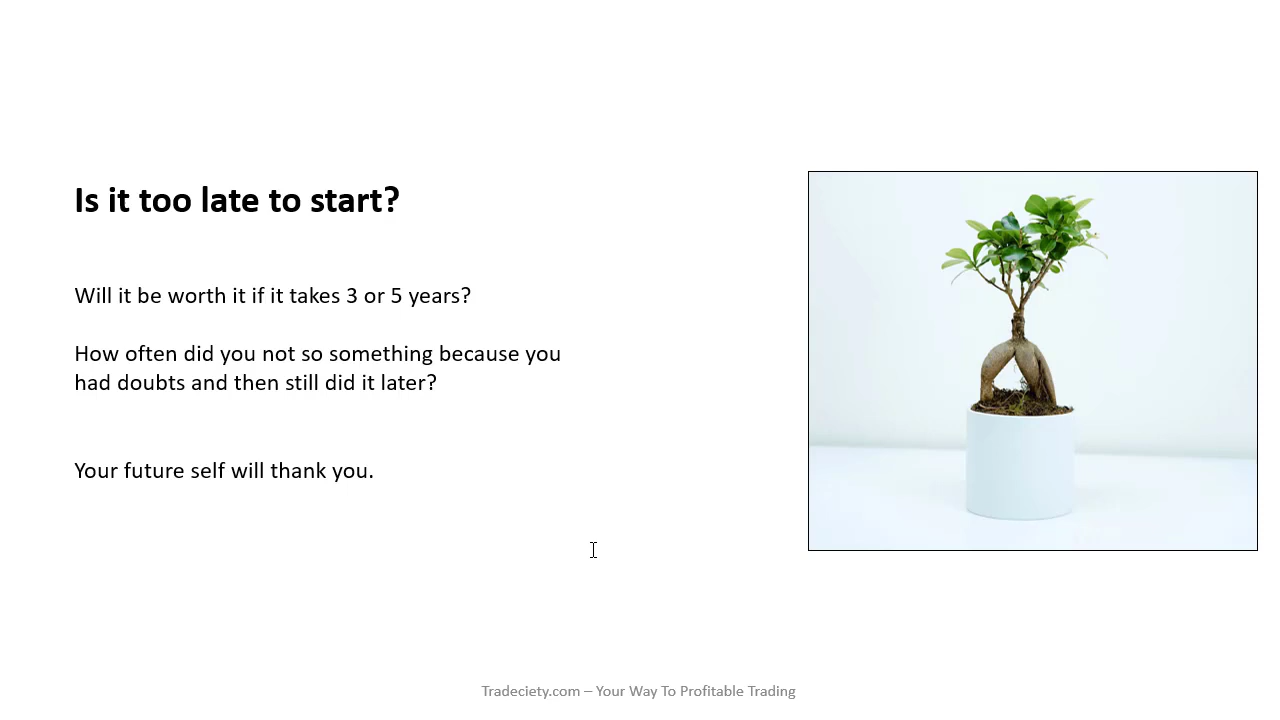 Is it too late to start?
Will it be worth it if it takes 3 or 5 years?
How often did you not so something because you
had doubts and then still did it later?
Your future self will thank you.
Tradeciety.com – Your Way To Profitable Trading